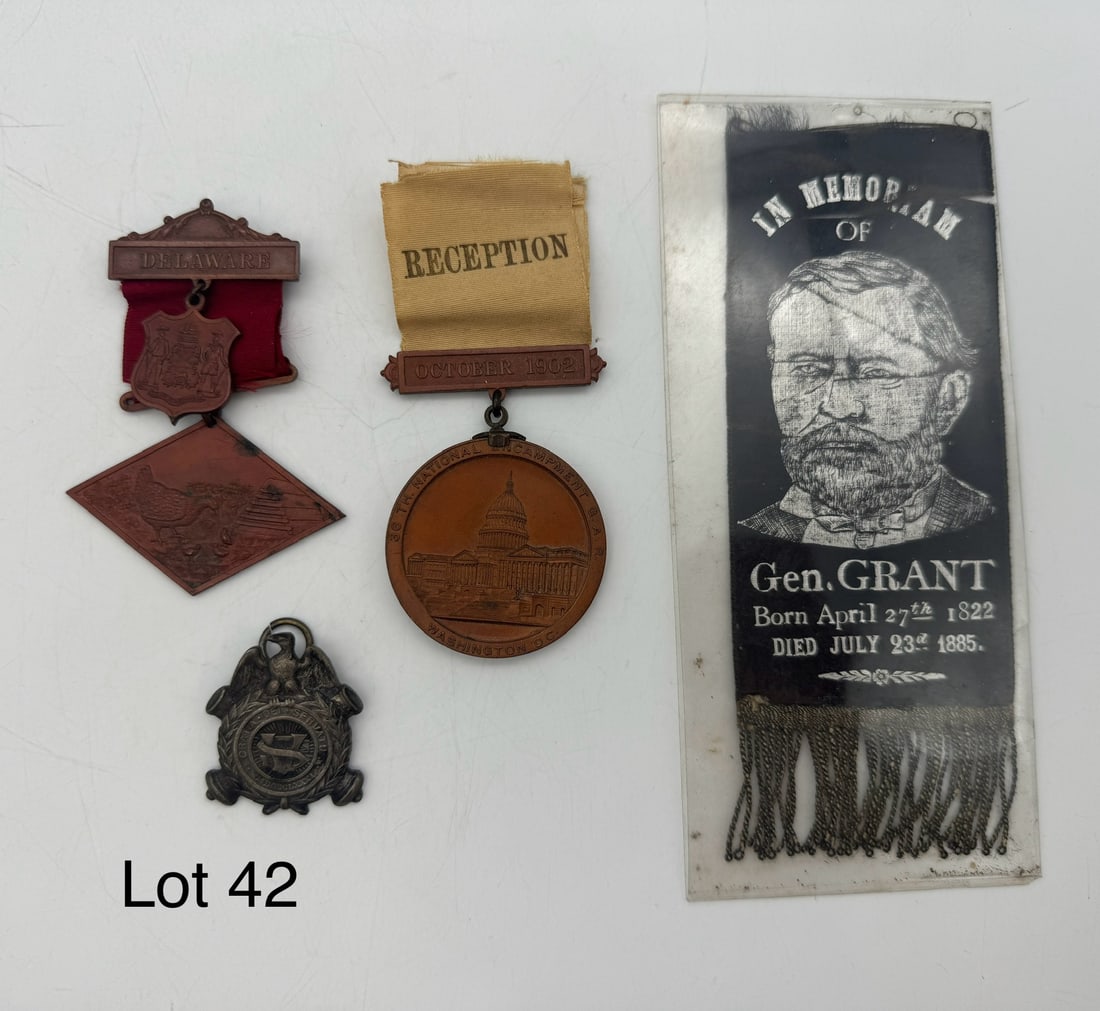 DELAWARE
RECEPTION
OCTOBER 1902
36TH. NATIONAL ENCAMPMENT G.A.R.
WASHINGTON D.C.
IN MEMORIAM
OF
Gen. GRANT
Born April 27th 1822
DIED JULY 23d 1885.
Lot 42